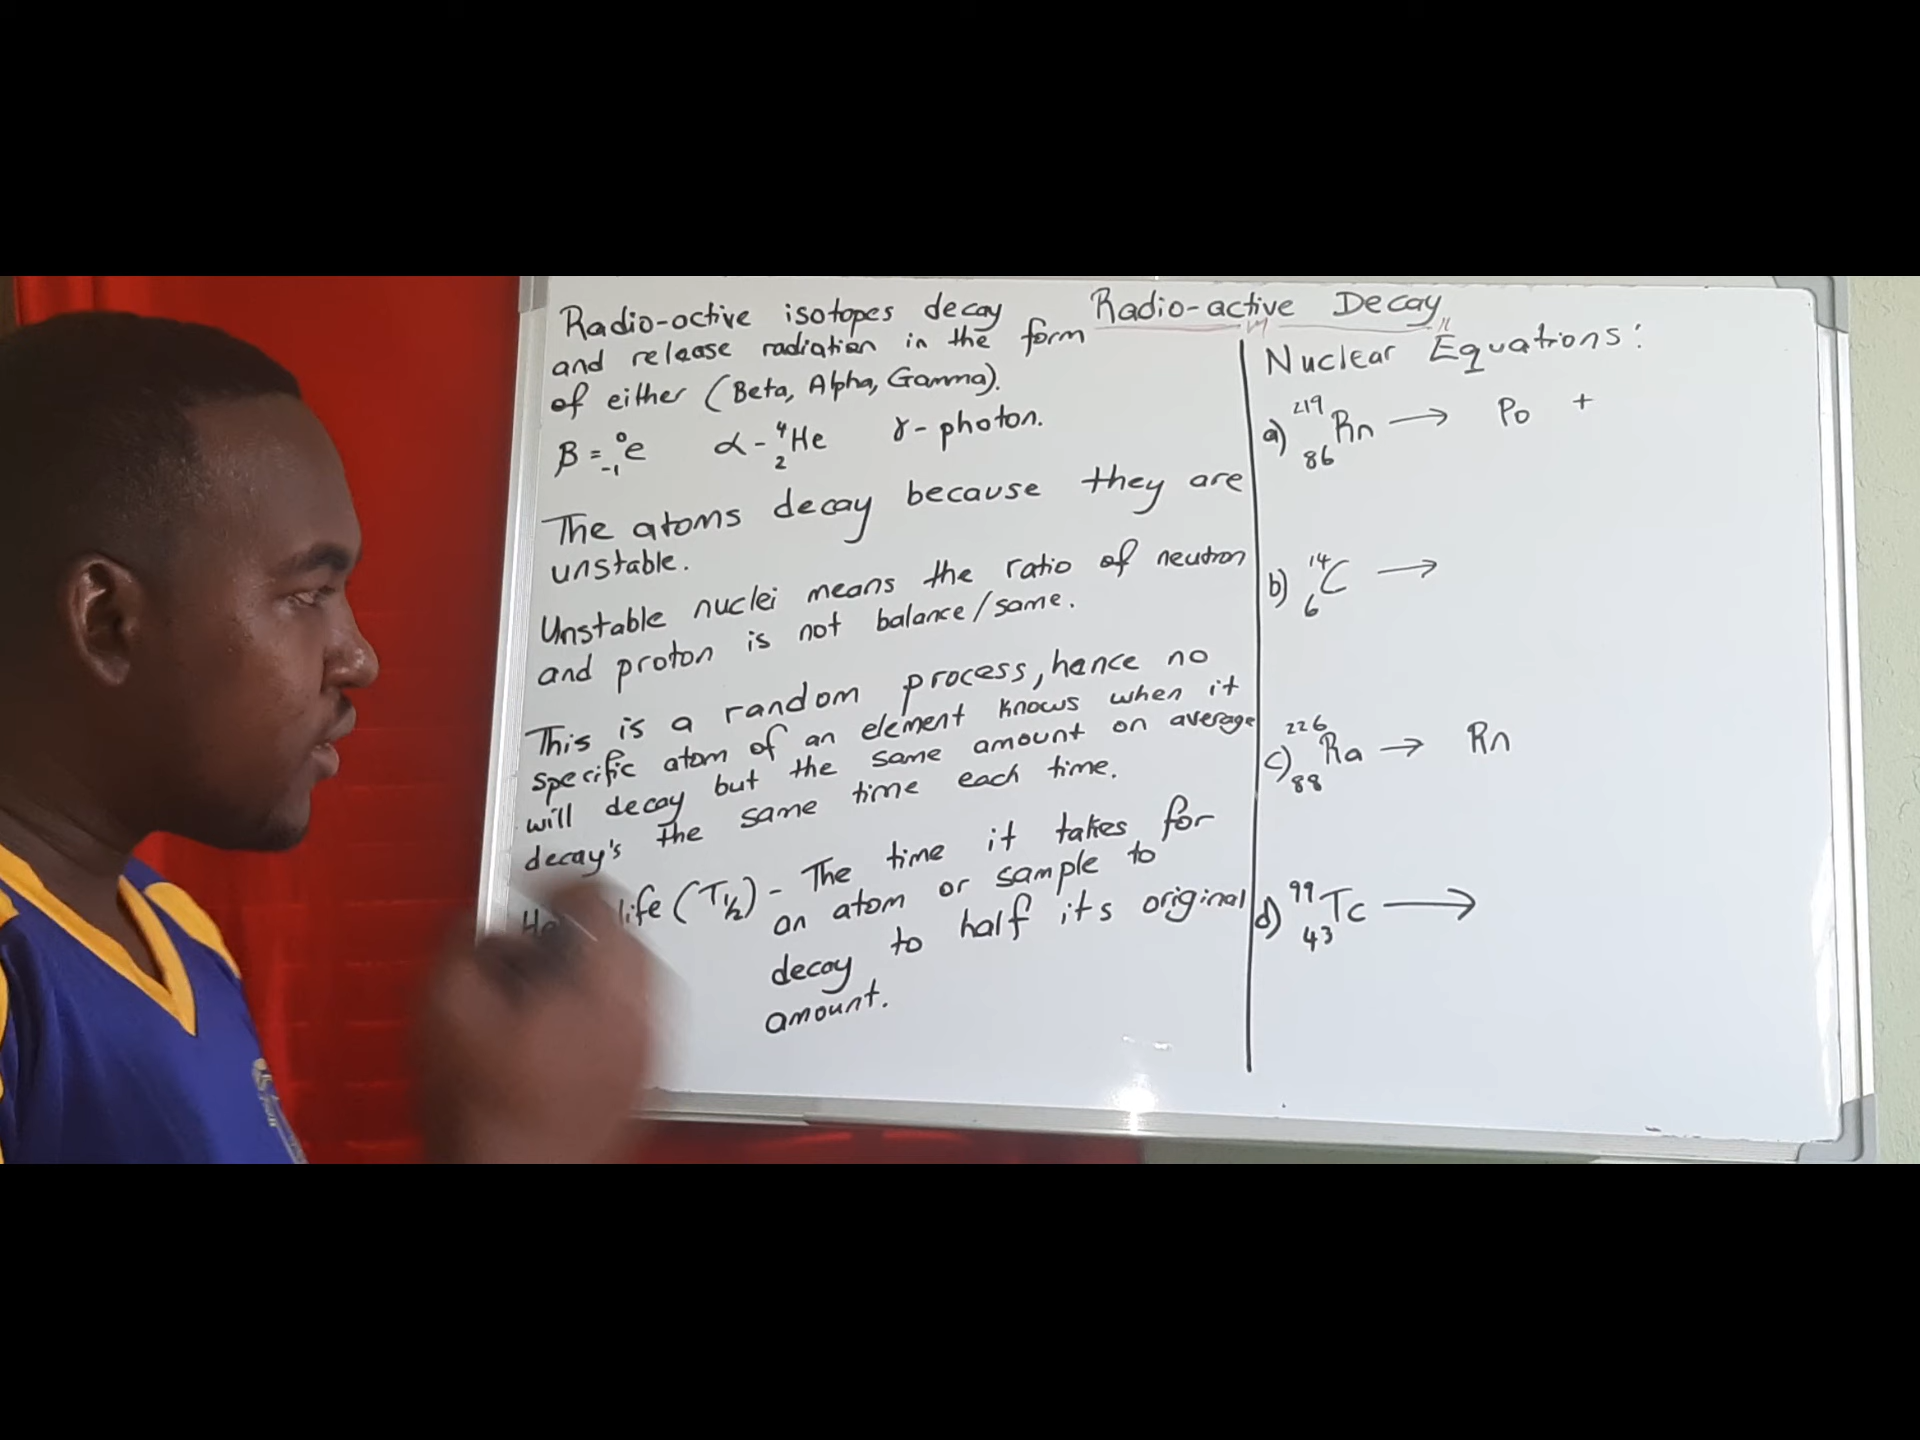 Radio-active Decay
Radio-octive isotopes decay
and release radiation in the form
of either (Beta, Alpha, Gamma).
β = ⁰₋₁e α - ⁴₂He γ - photon.
The atoms decay because they are
unstable.
Unstable nuclei means the ratio of neutron
and proton is not balance/same.
This is a random process, hence no
specific atom of an element knows when it
will decay but the same amount on average
decay's the same time each time.
life (T½) - The time it takes for
an atom or sample to
decay to half its original
amount.
Nuclear Equations:
a) ²¹⁹₈₆Rn → Po +
b) ¹⁴₆C →
c) ²²⁶₈₈Ra → Rn
d) ⁹⁹₄₃Tc →